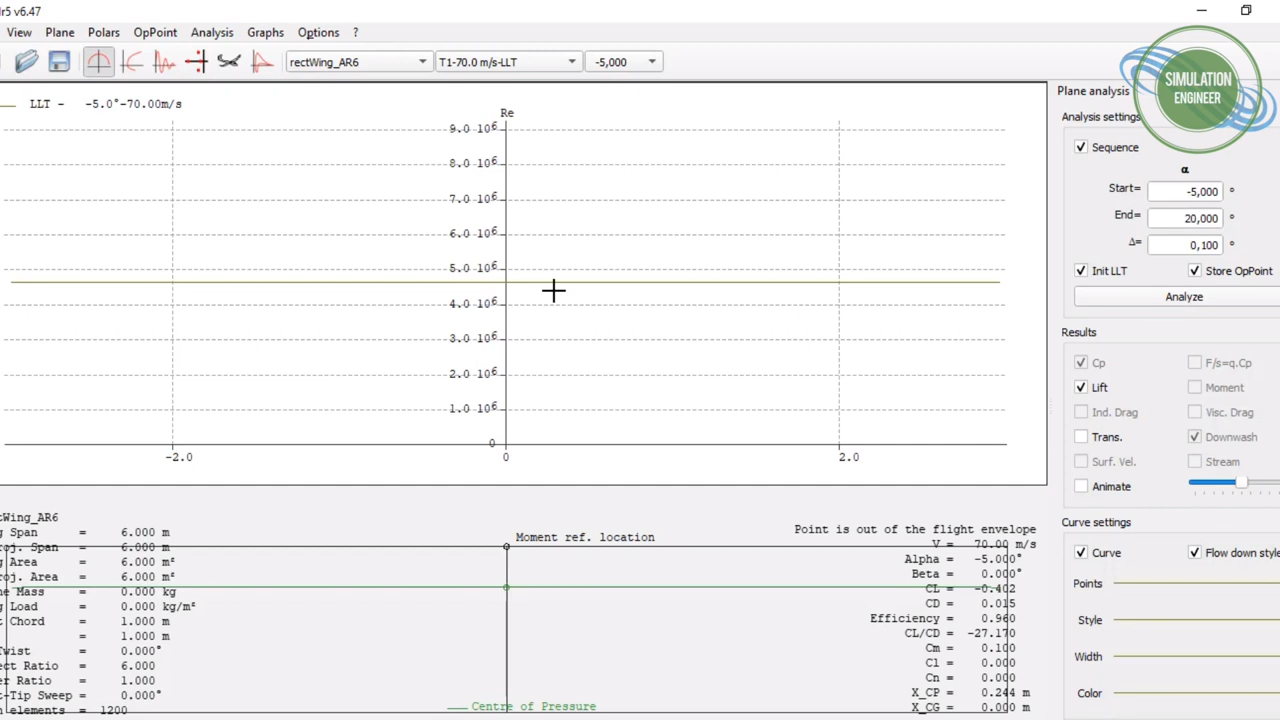 lr5 v6.47
View Plane Polars OpPoint Analysis Graphs Options ?
rectWing_AR6 T1-70.0 m/s-LLT -5,000
SIMULATION
ENGINEER
LLT - -5.0°-70.00m/s
Re
9.0 10⁶
8.0 10⁶
7.0 10⁶
6.0 10⁶
5.0 10⁶
4.0 10⁶
3.0 10⁶
2.0 10⁶
1.0 10⁶
0
-2.0 0 2.0
Plane analysis
Analysis settings
Sequence
α
Start= -5,000 °
End= 20,000 °
Δ= 0,100 °
Init LLT Store OpPoint
Analyze
Results
Cp F/s=q.Cp
Lift Moment
Ind. Drag Visc. Drag
Trans. Downwash
Surf. Vel. Stream
Animate
Curve settings
Curve Flow down style
Points
Style
Width
Color
tWing_AR6
g Span = 6.000 m
roj. Span = 6.000 m
g Area = 6.000 m²
roj. Area = 6.000 m²
ne Mass = 0.000 kg
g Load = 0.000 kg/m²
t Chord = 1.000 m
= 1.000 m
Twist = 0.000°
ect Ratio = 6.000
er Ratio = 1.000
t-Tip Sweep = 0.000°
h elements = 1200
Moment ref. location
Centre of Pressure
Point is out of the flight envelope
V = 70.00 m/s
Alpha = -5.000°
Beta = 0.000°
CL = -0.402
CD = 0.015
Efficiency = 0.960
CL/CD = -27.170
Cm = 0.100
Cl = 0.000
Cn = 0.000
X_CP = 0.244 m
X_CG = 0.000 m